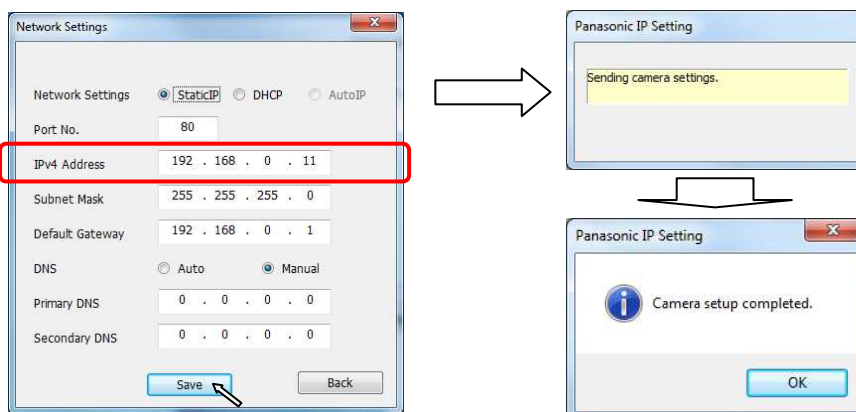 Network Settings
Network Settings StaticIP DHCP AutoIP
Port No. 80
IPv4 Address 192 . 168 . 0 . 11
Subnet Mask 255 . 255 . 255 . 0
Default Gateway 192 . 168 . 0 . 1
DNS Auto Manual
Primary DNS 0 . 0 . 0 . 0
Secondary DNS 0 . 0 . 0 . 0
Save Back
Panasonic IP Setting
Sending camera settings.
Panasonic IP Setting
Camera setup completed.
OK